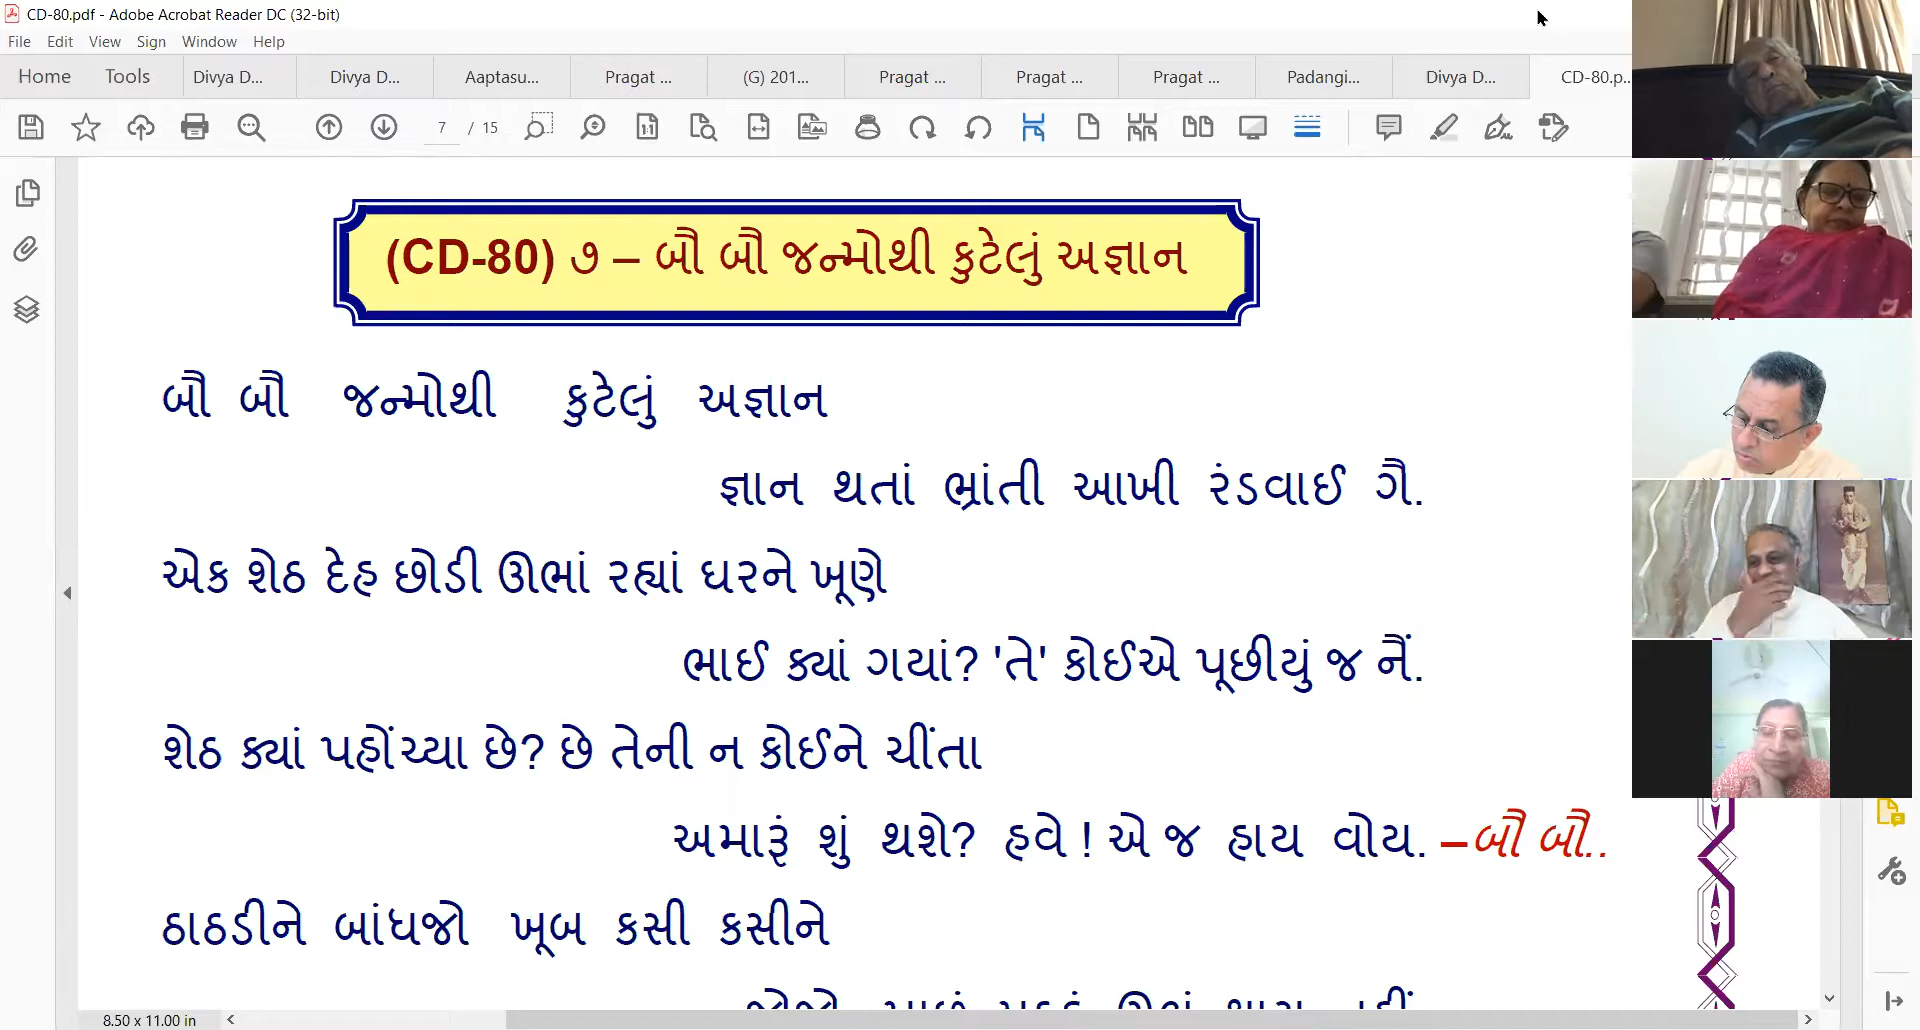 CD-80.pdf - Adobe Acrobat Reader DC (32-bit)
File Edit View Sign Window Help
Home Tools Divya D... Divya D... Aaptasu... Pragat ... (G) 201... Pragat ... Pragat ... Pragat ... Padangi... Divya D... CD-80.p..
7 / 15
(CD-80) ૭ – બૌ બૌ જન્મોથી કુટેલું અજ્ઞાન
બૌ બૌ જન્મોથી કુટેલું અજ્ઞાન
જ્ઞાન થતાં ભ્રાંતી આખી રંડવાઈ ગૈ.
એક શેઠ દેહ છોડી ઊભાં રહ્યાં ઘરને ખૂણે
ભાઈ ક્યાં ગયાં? 'તે' કોઈએ પૂછીયું જ નૈં.
શેઠ ક્યાં પહોંચ્યા છે? છે તેની ન કોઈને ચીંતા
અમારૂં શું થશે? હવે ! એ જ હાય વોય. –બૌ બૌ..
ઠાઠડીને બાંધજો ખૂબ કસી કસીને
8.50 x 11.00 in